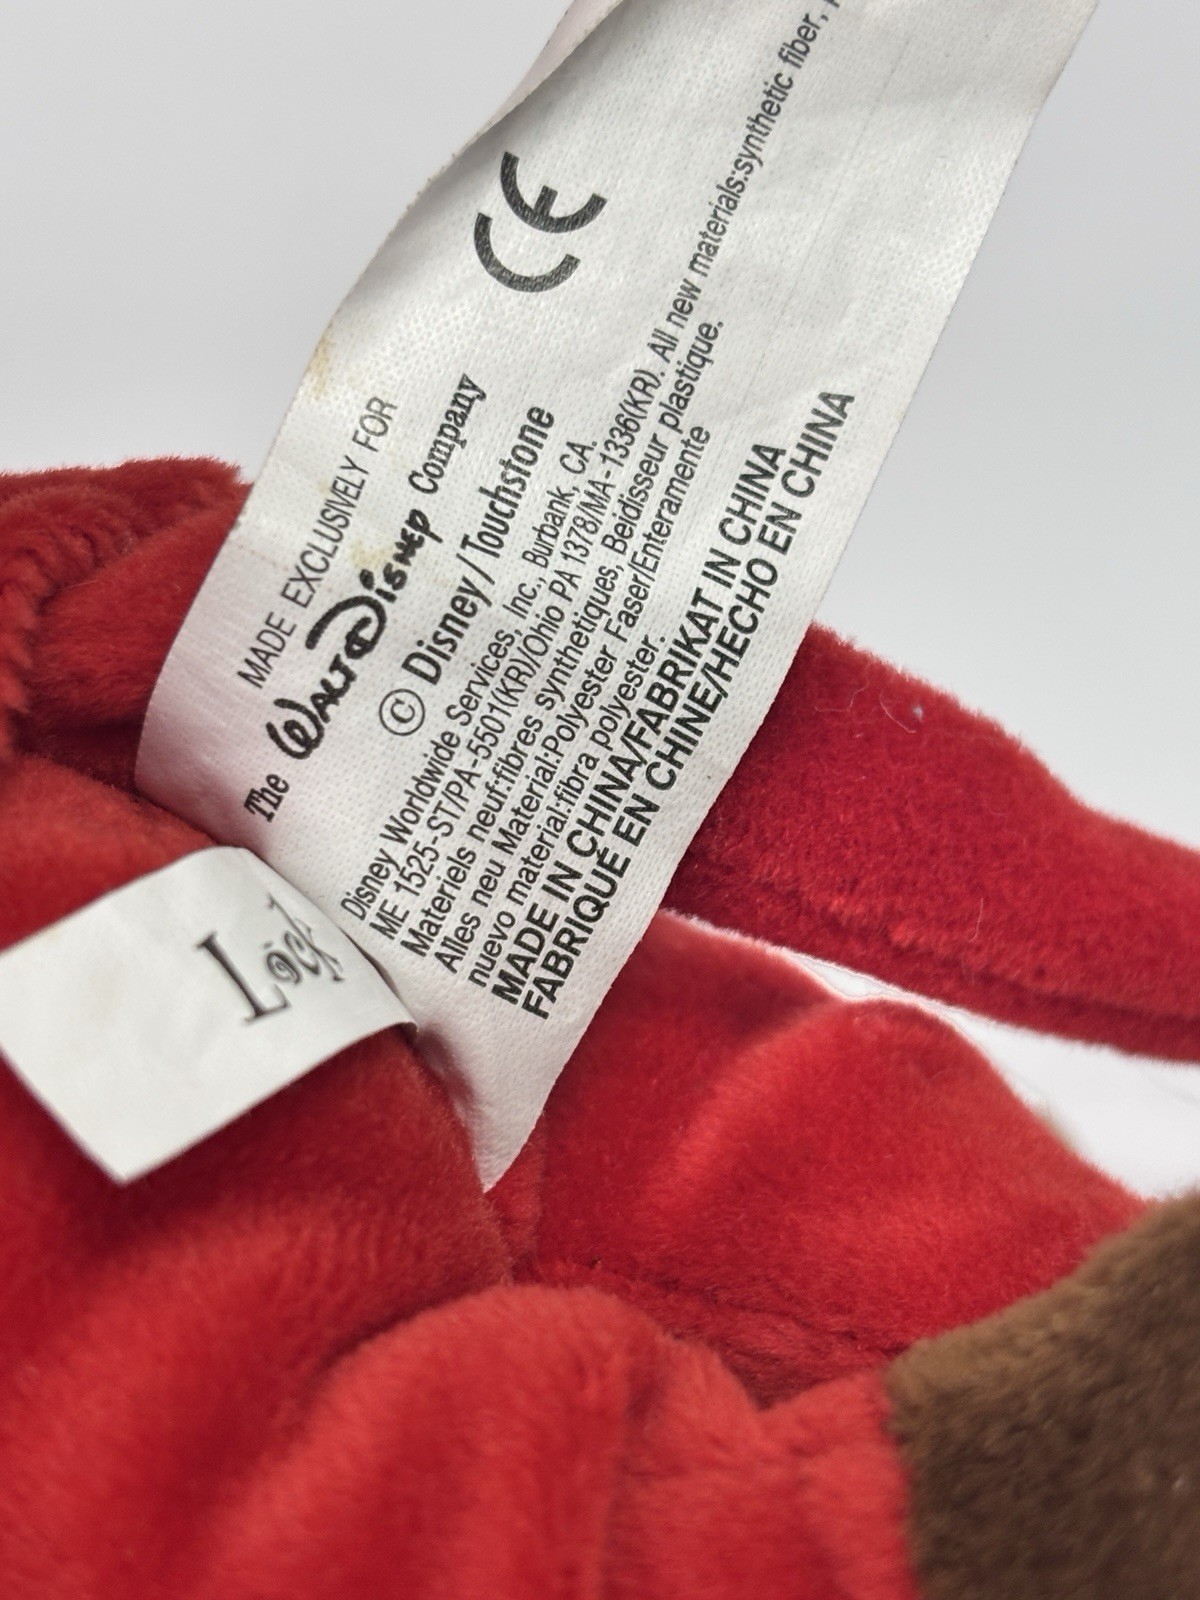 MADE EXCLUSIVELY FOR
The WALT DISNEY Company
© Disney/Touchstone
Disney Worldwide Services, Inc., Burbank, CA.
ME 1525-ST/PA-5501(KR)/Ohio PA 1378/MA-1336(KR). All new materials:synthetic fiber,
Materiels neuf:fibres synthetiques, Beidisseur plastique.
Alles neu Material:Polyester Faser/Enteramente
nuevo material:fibra polyester.
MADE IN CHINA/FABRIKAT IN CHINA
FABRIQUÉ EN CHINE/HECHO EN CHINA
CE
Lock